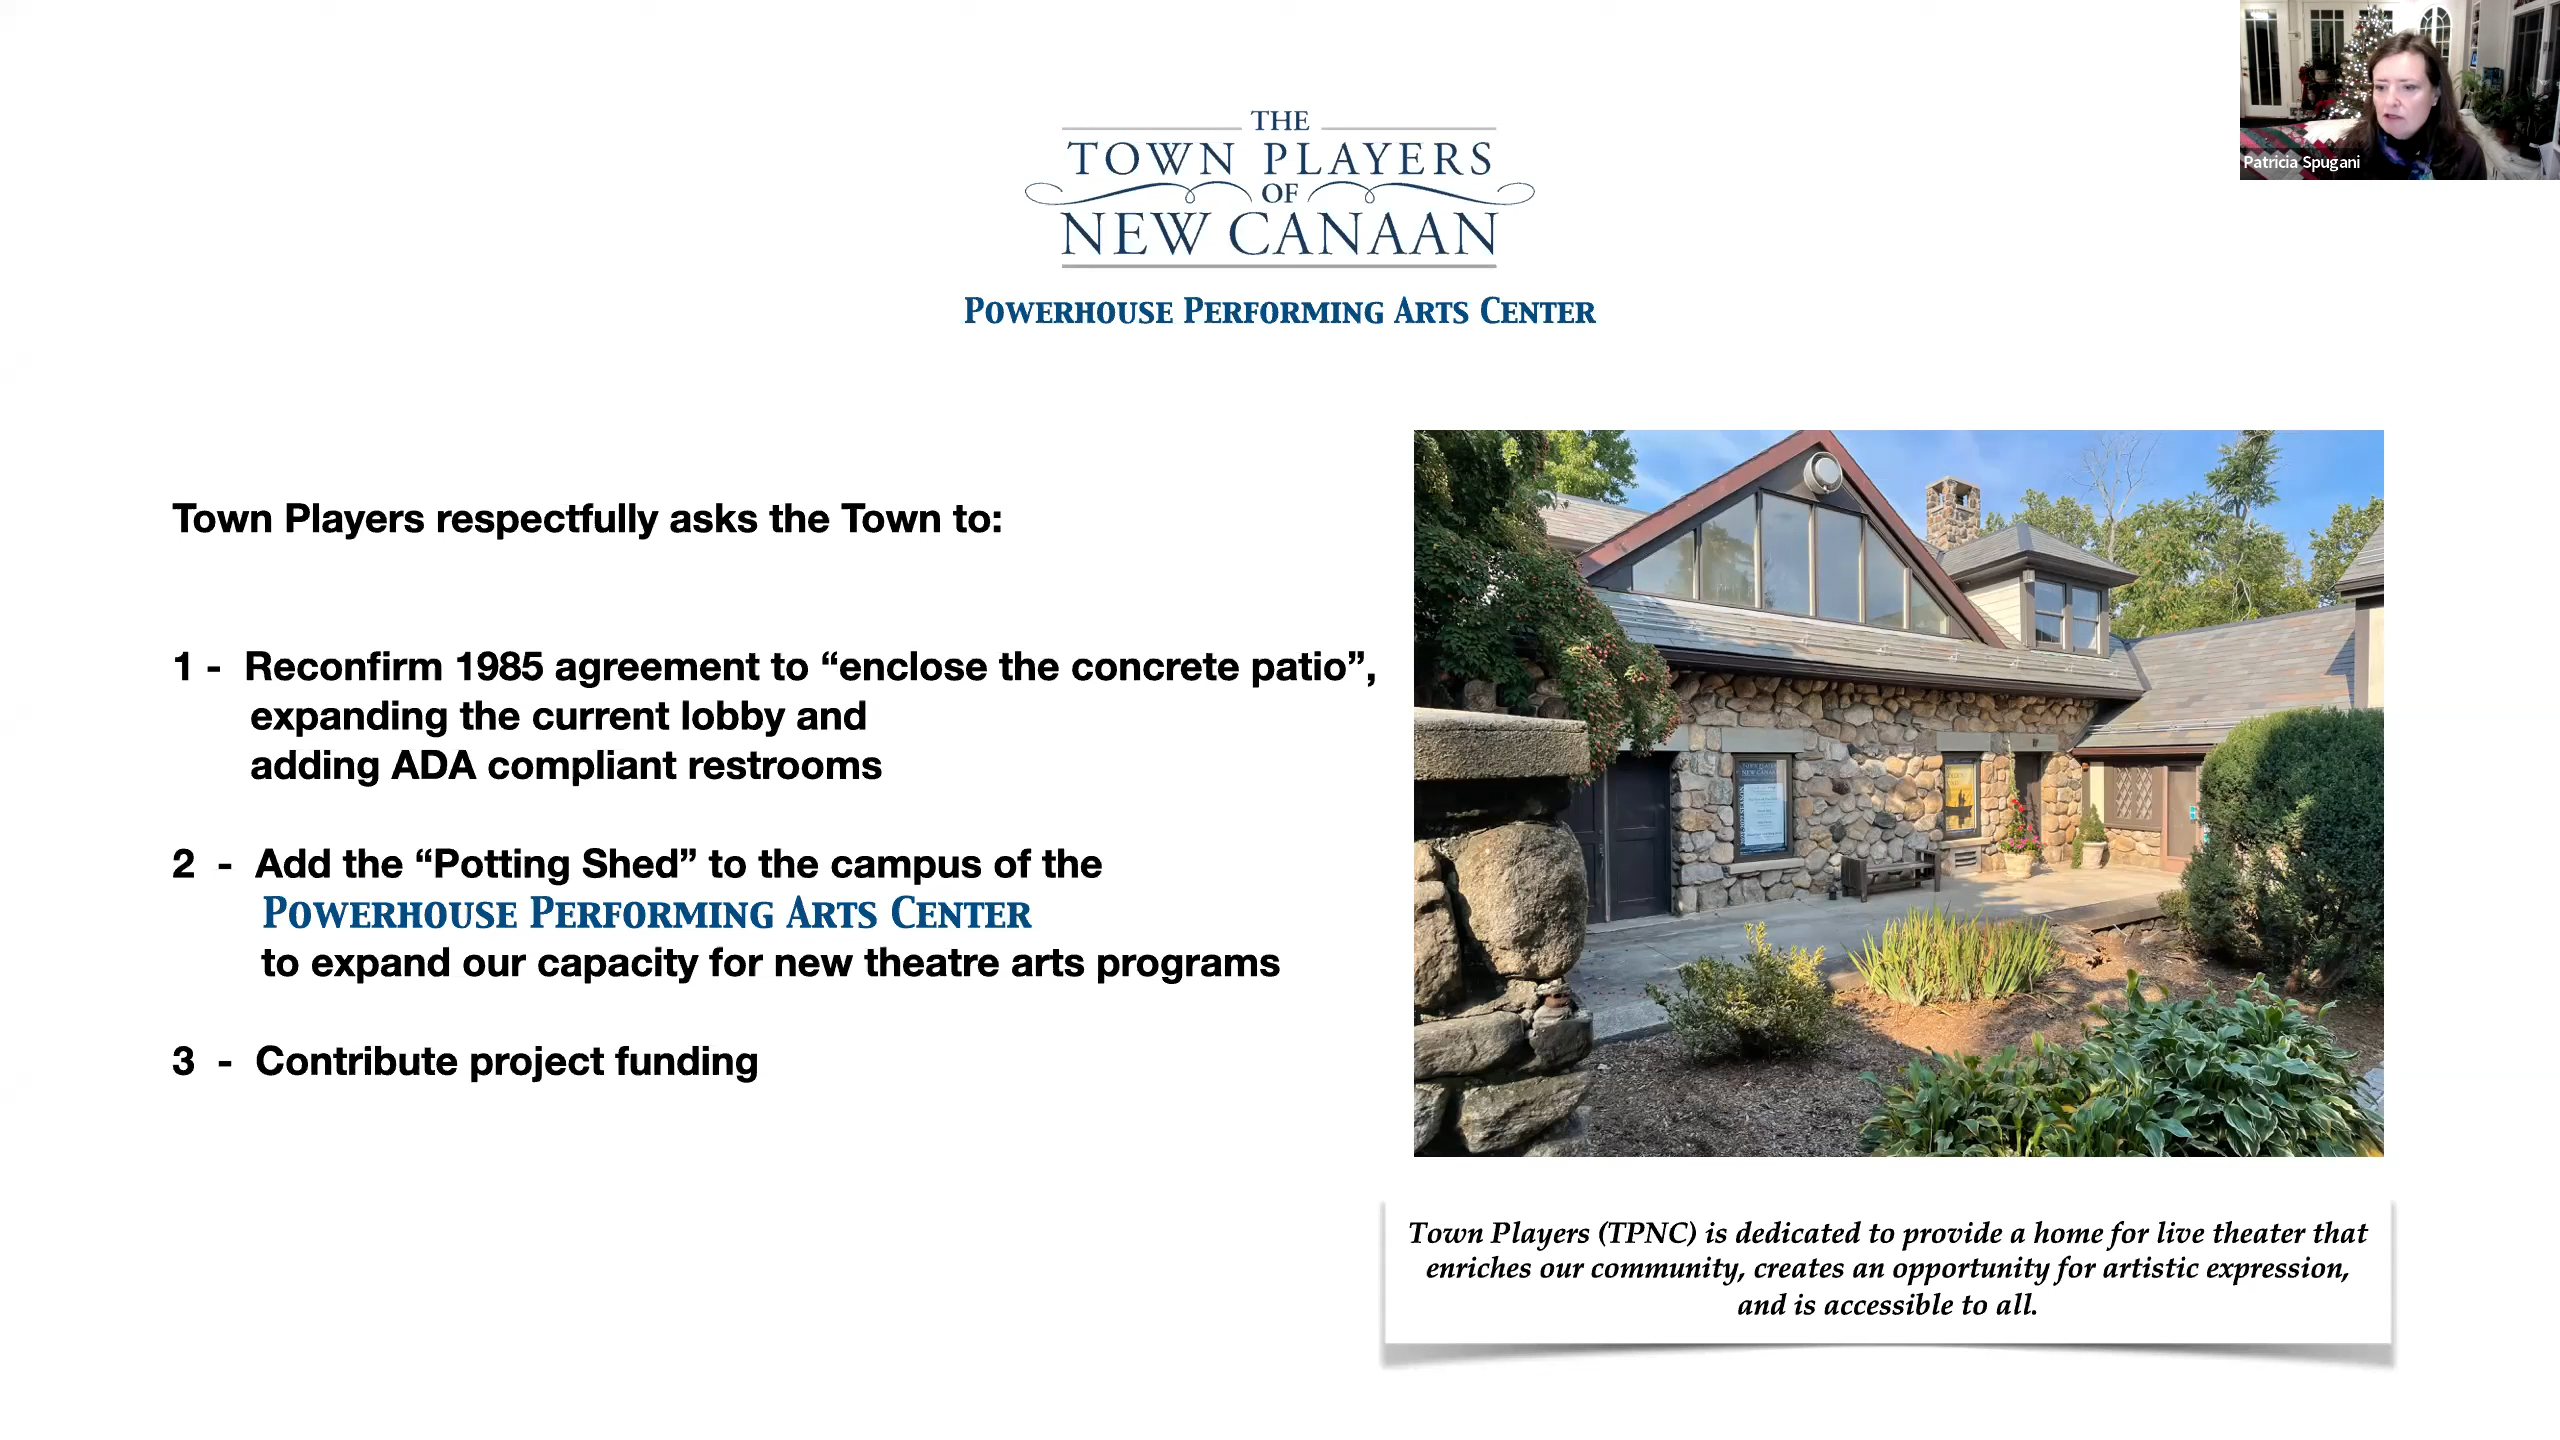 THE
TOWN PLAYERS
OF
NEW CANAAN
POWERHOUSE PERFORMING ARTS CENTER
Patricia Spugani
Town Players respectfully asks the Town to:
1 - Reconfirm 1985 agreement to “enclose the concrete patio”,
expanding the current lobby and
adding ADA compliant restrooms
2 - Add the “Potting Shed” to the campus of the
POWERHOUSE PERFORMING ARTS CENTER
to expand our capacity for new theatre arts programs
3 - Contribute project funding
TOWN PLAYERS
NEW CANAAN
Town Players (TPNC) is dedicated to provide a home for live theater that
enriches our community, creates an opportunity for artistic expression,
and is accessible to all.